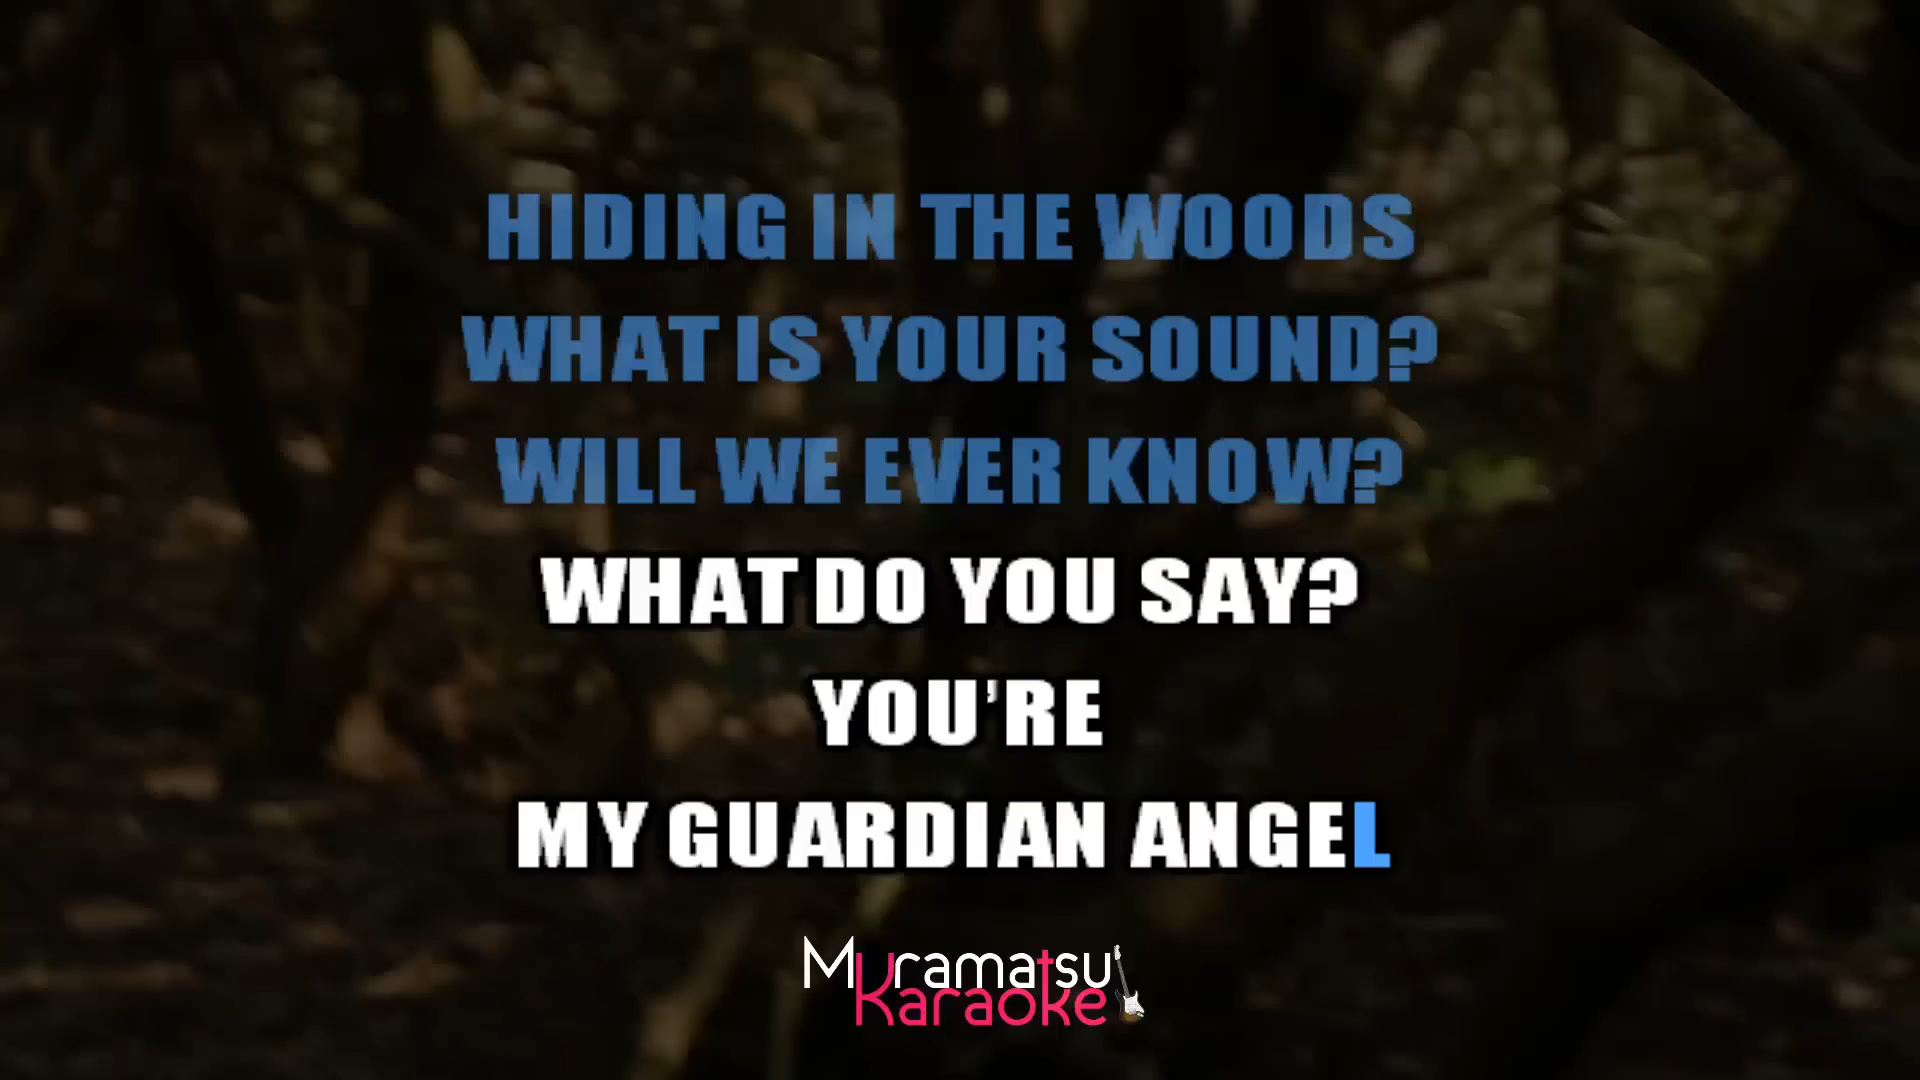 HIDING IN THE WOODS
WHAT IS YOUR SOUND?
WILL WE EVER KNOW?
WHAT DO YOU SAY?
YOU'RE
MY GUARDIAN ANGEL
Muramatsu
Karaoke